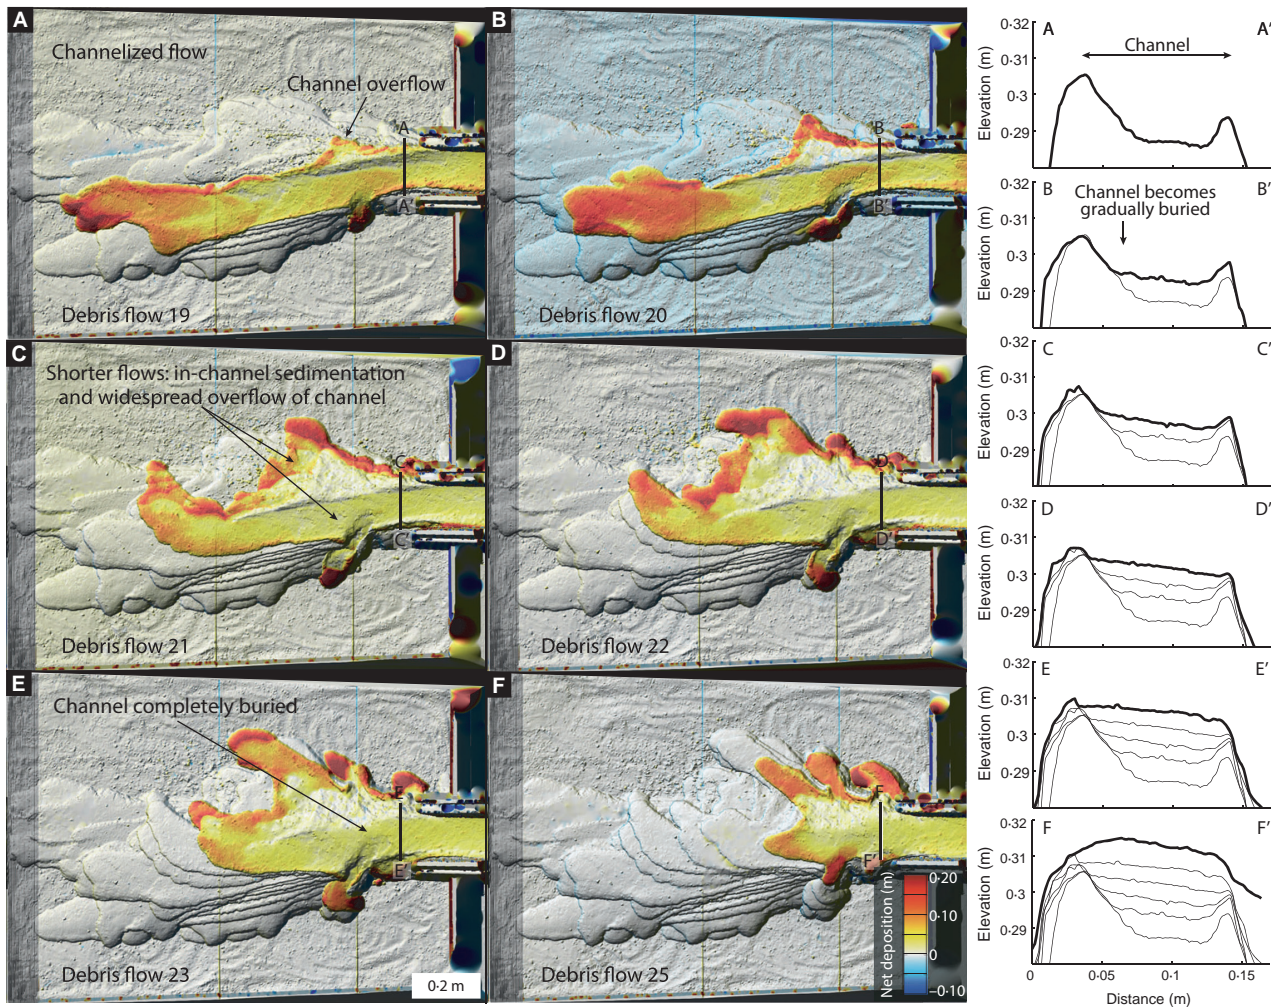 A
Channelized flow
Channel overflow
A
A'
Debris flow 19
B
B
B'
Debris flow 20
C
Shorter flows: in-channel sedimentation
and widespread overflow of channel
C
C'
Debris flow 21
D
D
D'
Debris flow 22
E
Channel completely buried
E
E'
Debris flow 23
0·2 m
F
F
F'
Debris flow 25
Net deposition (m)
0·20
0·10
0
−0·10
A
A'
Channel
0·32
0·31
0·3
0·29
Elevation (m)
B
B'
Channel becomes
gradually buried
0·32
0·31
0·3
0·29
Elevation (m)
C
C'
0·32
0·31
0·3
0·29
Elevation (m)
D
D'
0·32
0·31
0·3
0·29
Elevation (m)
E
E'
0·32
0·31
0·3
0·29
Elevation (m)
F
F'
0·32
0·31
0·3
0·29
Elevation (m)
0
0·05
0·1
0·15
Distance (m)